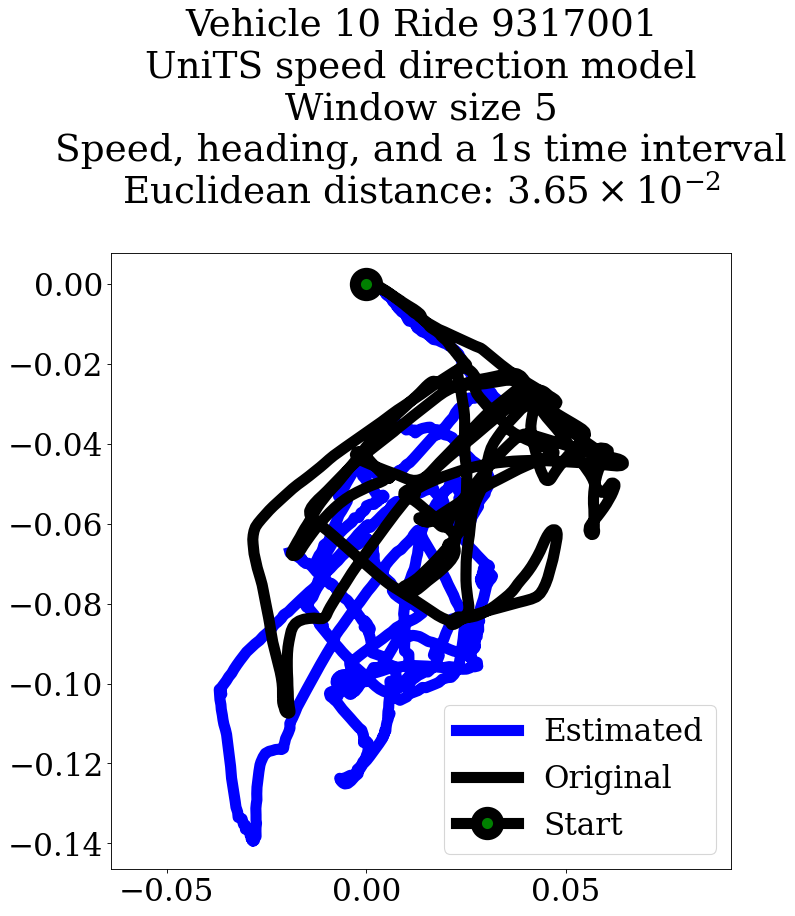 Vehicle 10 Ride 9317001
UniTS speed direction model
Window size 5
Speed, heading, and a 1s time interval
Euclidean distance: 3.65 × 10⁻²
0.00
−0.02
−0.04
−0.06
−0.08
−0.10
−0.12
−0.14
Estimated
Original
Start
−0.05 0.00 0.05